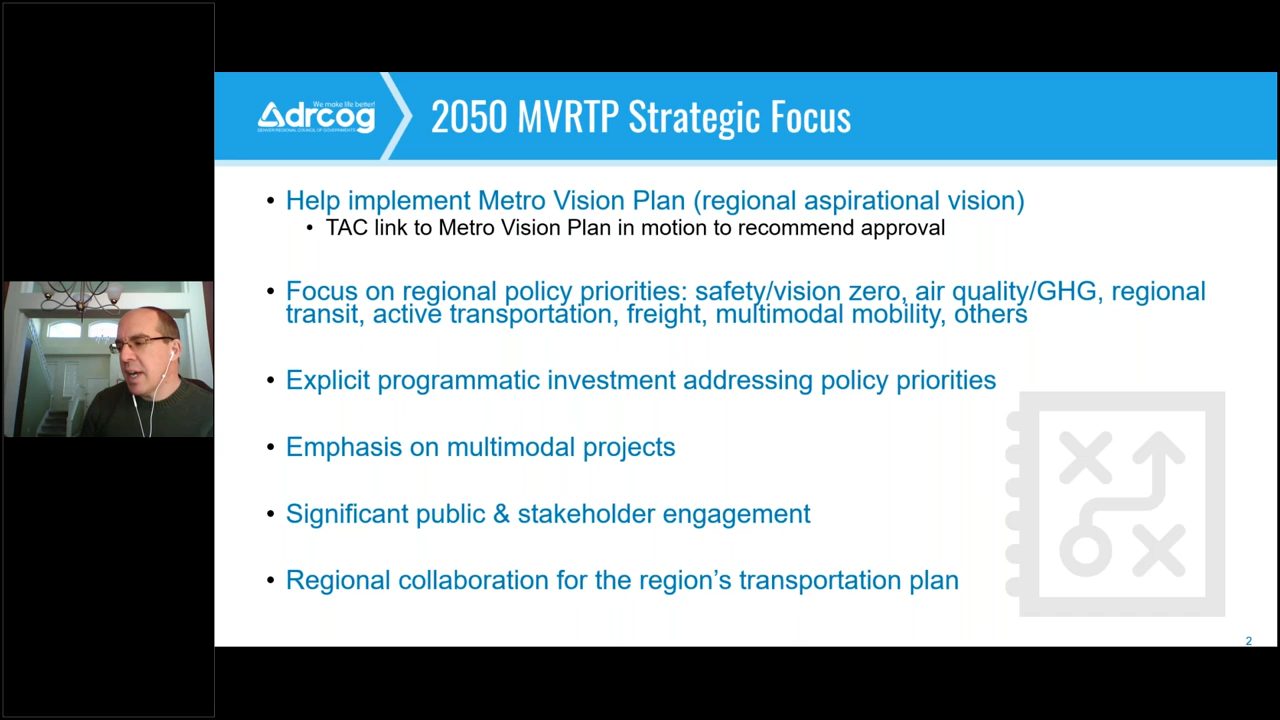 We make life better!
drcog
DENVER REGIONAL COUNCIL OF GOVERNMENTS
2050 MVRTP Strategic Focus
• Help implement Metro Vision Plan (regional aspirational vision)
• TAC link to Metro Vision Plan in motion to recommend approval
• Focus on regional policy priorities: safety/vision zero, air quality/GHG, regional
transit, active transportation, freight, multimodal mobility, others
• Explicit programmatic investment addressing policy priorities
• Emphasis on multimodal projects
• Significant public & stakeholder engagement
• Regional collaboration for the region’s transportation plan
2